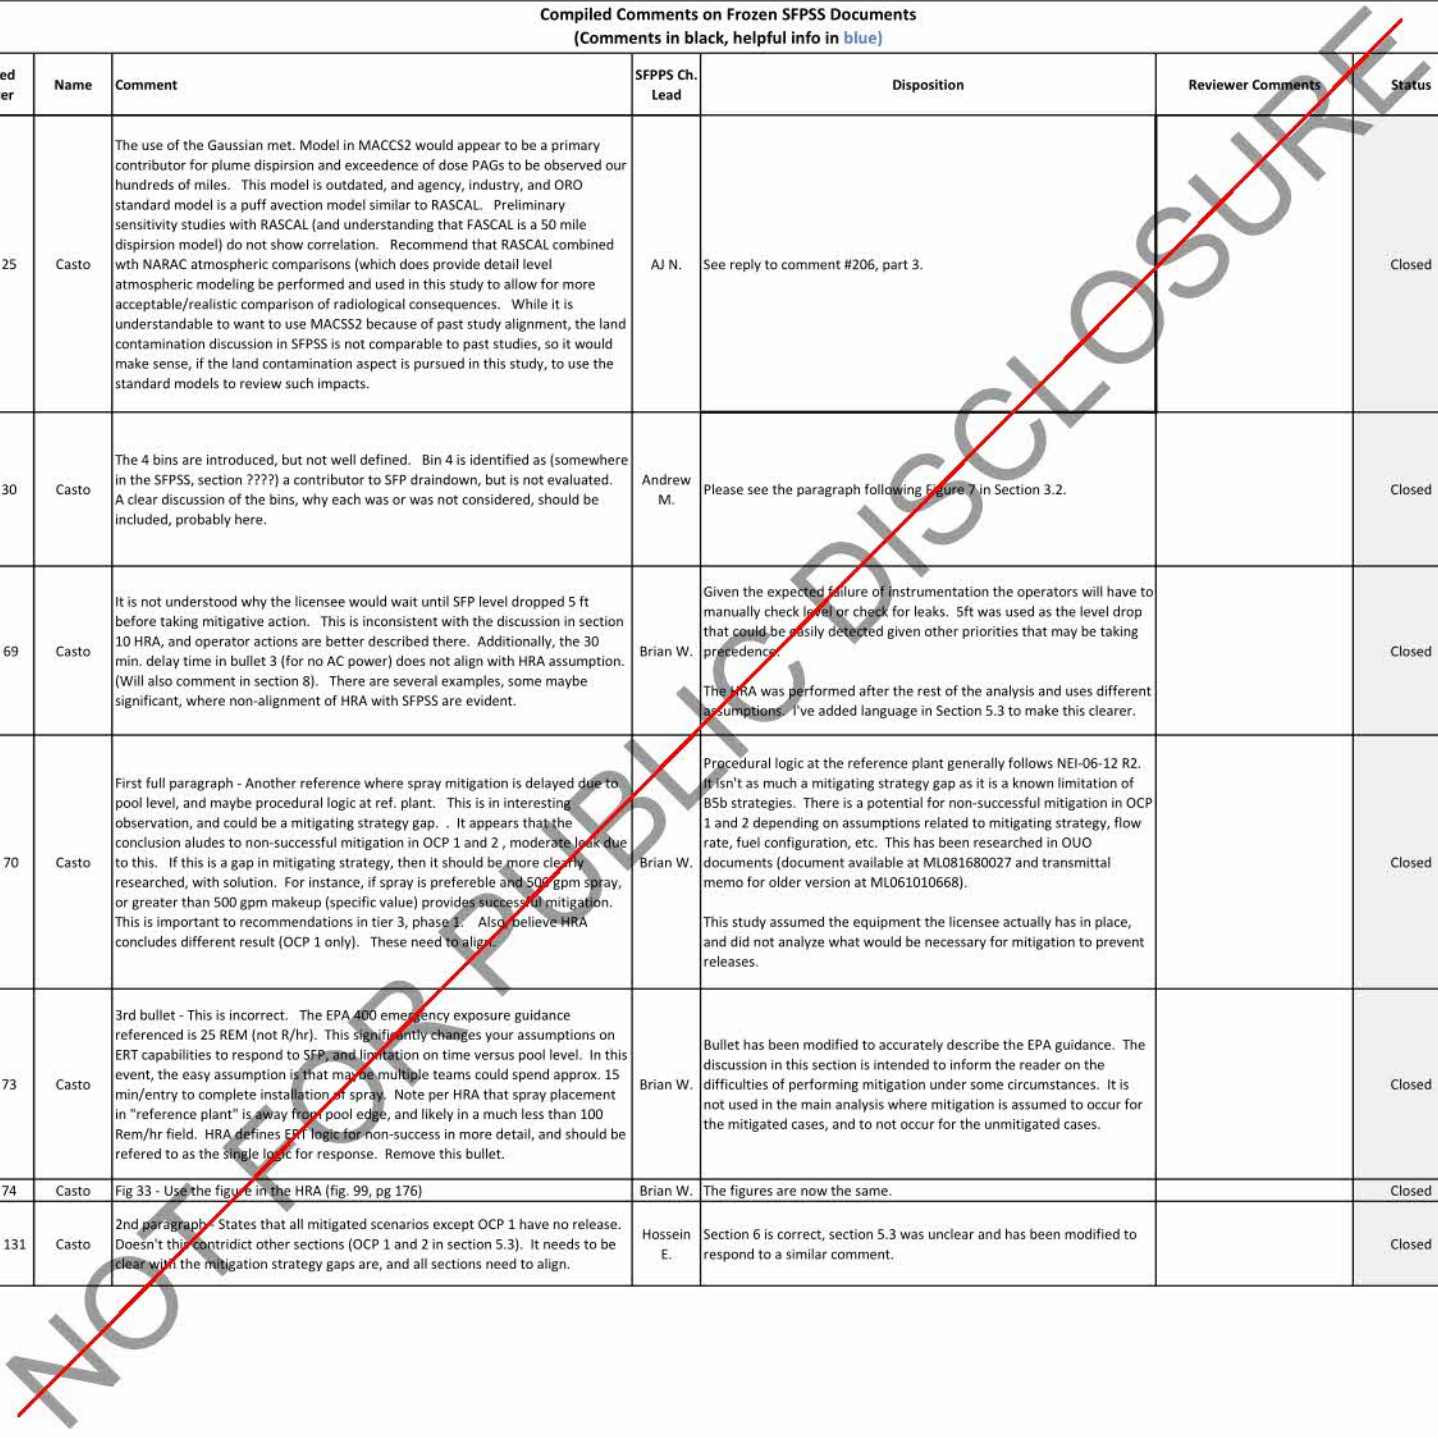 Compiled Comments on Frozen SFPSS Documents
(Comments in black, helpful info in blue)
ed
er
Name
Comment
SFPPS Ch.
Lead
Disposition
Reviewer Comments
Status
25
Casto
The use of the Gaussian met. Model in MACCS2 would appear to be a primary
contributor for plume dispirsion and exceedence of dose PAGs to be observed our
hundreds of miles. This model is outdated, and agency, industry, and ORO
standard model is a puff avection model similar to RASCAL. Preliminary
sensitivity studies with RASCAL (and understanding that FASCAL is a 50 mile
dispirsion model) do not show correlation. Recommend that RASCAL combined
wth NARAC atmospheric comparisons (which does provide detail level
atmospheric modeling be performed and used in this study to allow for more
acceptable/realistic comparison of radiological consequences. While it is
understandable to want to use MACSS2 because of past study alignment, the land
contamination discussion in SFPSS is not comparable to past studies, so it would
make sense, if the land contamination aspect is pursued in this study, to use the
standard models to review such impacts.
AJ N.
See reply to comment #206, part 3.
Closed
30
Casto
The 4 bins are introduced, but not well defined. Bin 4 is identified as (somewhere
in the SFPSS, section ????) a contributor to SFP draindown, but is not evaluated.
A clear discussion of the bins, why each was or was not considered, should be
included, probably here.
Andrew
M.
Please see the paragraph following Figure 7 in Section 3.2.
Closed
69
Casto
It is not understood why the licensee would wait until SFP level dropped 5 ft
before taking mitigative action. This is inconsistent with the discussion in section
10 HRA, and operator actions are better described there. Additionally, the 30
min. delay time in bullet 3 (for no AC power) does not align with HRA assumption.
(Will also comment in section 8). There are several examples, some maybe
significant, where non-alignment of HRA with SFPSS are evident.
Brian W.
Given the expected failure of instrumentation the operators will have to
manually check level or check for leaks. 5ft was used as the level drop
that could be easily detected given other priorities that may be taking
precedence.
The HRA was performed after the rest of the analysis and uses different
assumptions. I've added language in Section 5.3 to make this clearer.
Closed
70
Casto
First full paragraph - Another reference where spray mitigation is delayed due to
pool level, and maybe procedural logic at ref. plant. This is in interesting
observation, and could be a mitigating strategy gap. . It appears that the
conclusion aludes to non-successful mitigation in OCP 1 and 2 , moderate leak due
to this. If this is a gap in mitigating strategy, then it should be more clearly
researched, with solution. For instance, if spray is prefereble and 500 gpm spray,
or greater than 500 gpm makeup (specific value) provides successful mitigation.
This is important to recommendations in tier 3, phase 1. Also, believe HRA
concludes different result (OCP 1 only). These need to align.
Brian W.
Procedural logic at the reference plant generally follows NEI-06-12 R2.
It isn't as much a mitigating strategy gap as it is a known limitation of
B5b strategies. There is a potential for non-successful mitigation in OCP
1 and 2 depending on assumptions related to mitigating strategy, flow
rate, fuel configuration, etc. This has been researched in OUO
documents (document available at ML081680027 and transmittal
memo for older version at ML061010668).
This study assumed the equipment the licensee actually has in place,
and did not analyze what would be necessary for mitigation to prevent
releases.
Closed
73
Casto
3rd bullet - This is incorrect. The EPA 400 emergency exposure guidance
referenced is 25 REM (not R/hr). This significantly changes your assumptions on
ERT capabilities to respond to SFP, and limitation on time versus pool level. In this
event, the easy assumption is that maybe multiple teams could spend approx. 15
min/entry to complete installation of spray. Note per HRA that spray placement
in "reference plant" is away from pool edge, and likely in a much less than 100
Rem/hr field. HRA defines ERT logic for non-success in more detail, and should be
refered to as the single logic for response. Remove this bullet.
Brian W.
Bullet has been modified to accurately describe the EPA guidance. The
discussion in this section is intended to inform the reader on the
difficulties of performing mitigation under some circumstances. It is
not used in the main analysis where mitigation is assumed to occur for
the mitigated cases, and to not occur for the unmitigated cases.
Closed
74
Casto
Fig 33 - Use the figure in the HRA (fig. 99, pg 176)
Brian W.
The figures are now the same.
Closed
131
Casto
2nd paragraph - States that all mitigated scenarios except OCP 1 have no release.
Doesn't this contridict other sections (OCP 1 and 2 in section 5.3). It needs to be
clear with the mitigation strategy gaps are, and all sections need to align.
Hossein
E.
Section 6 is correct, section 5.3 was unclear and has been modified to
respond to a similar comment.
Closed
NOT FOR PUBLIC DISCLOSURE